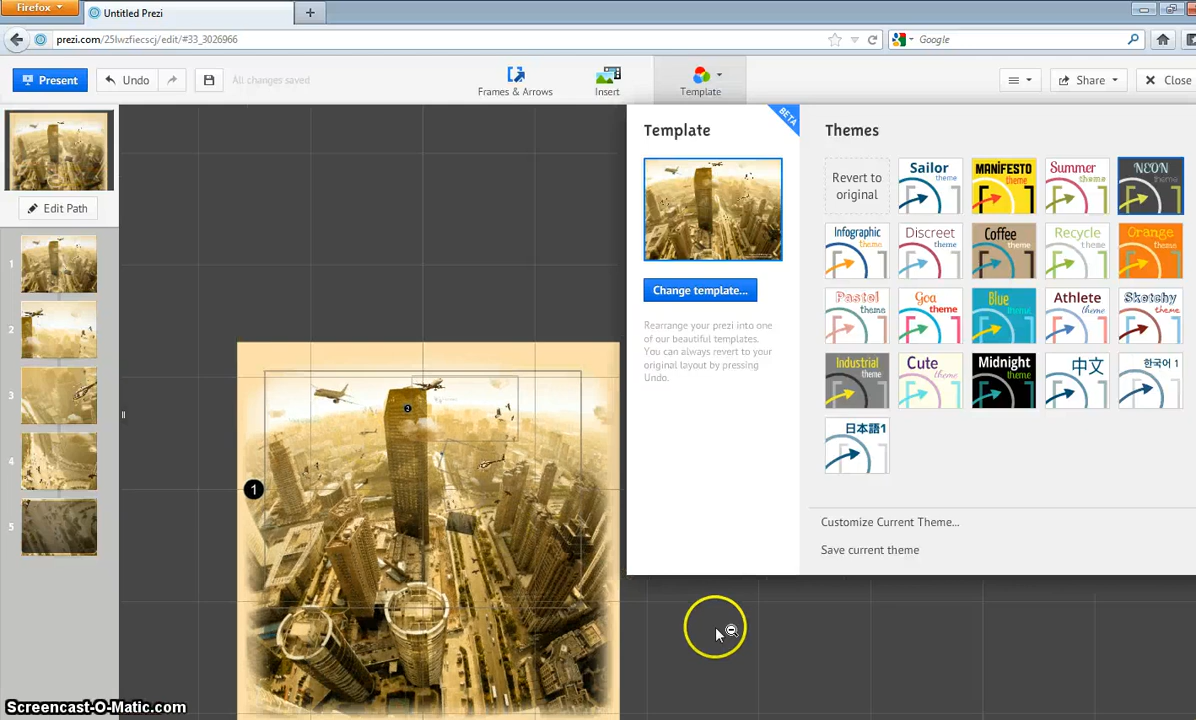 Firefox
Untitled Prezi
prezi.com/25lwzfiecscj/edit/#33_3026966
Google
Present
Undo
All changes saved
Frames & Arrows
Insert
Template
Share
Close
Edit Path
1
2
3
4
5
1
2
Template
BETA
Change template...
Rearrange your prezi into one
of our beautiful templates.
You can always revert to your
original layout by pressing
Undo.
Themes
Revert to
original
Sailor
theme
MANIFESTO
theme
Summer
theme
NEON
theme
Infographic
theme
Discreet
theme
Coffee
theme
Recycle
theme
Orange
theme
Pastel
theme
Goa
theme
Blue
theme
Athlete
theme
Sketchy
theme
Industrial
theme
Cute
theme
Midnight
theme
中文
한국어 1
日本語1
Customize Current Theme...
Save current theme
Screencast-O-Matic.com